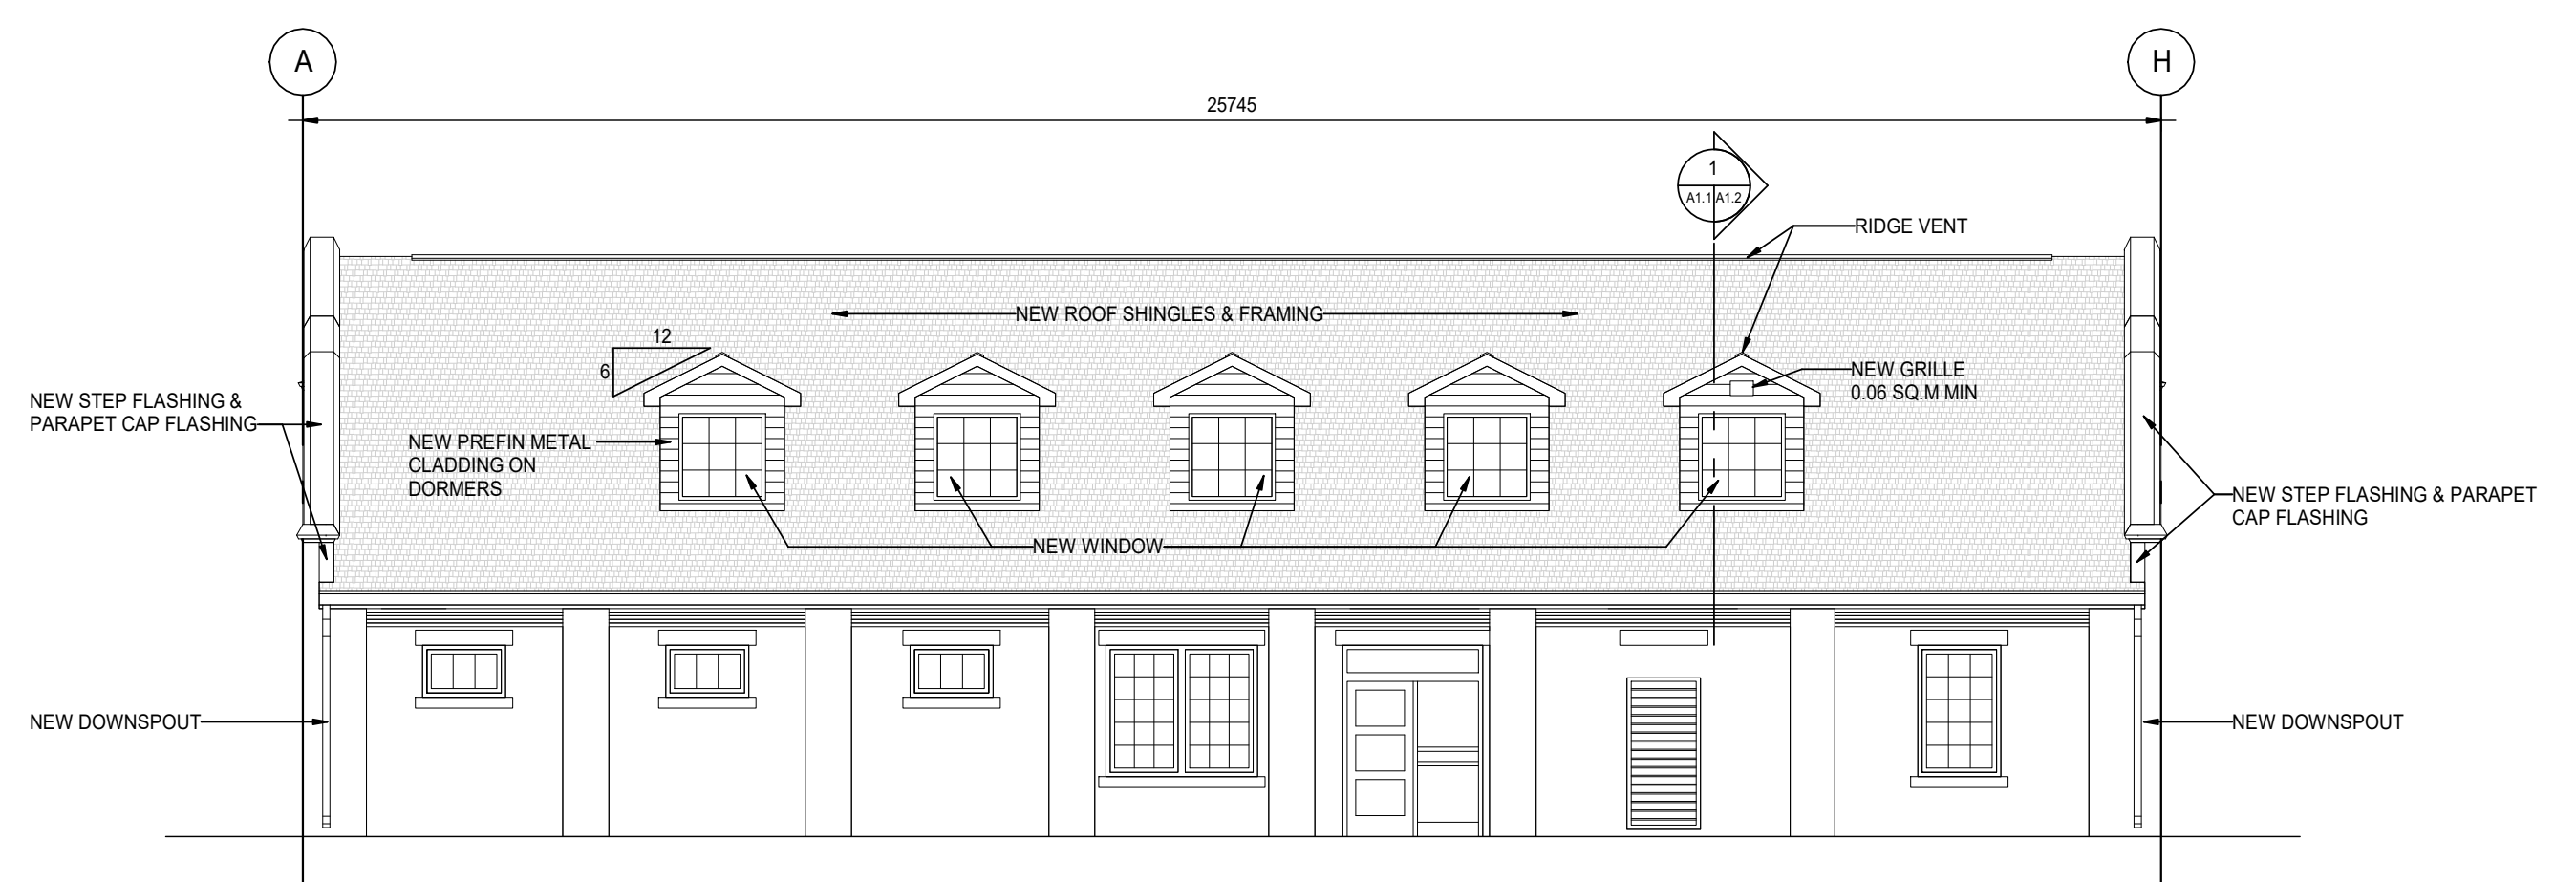 A
H
25745
1
A1.1 A1.2
RIDGE VENT
NEW ROOF SHINGLES & FRAMING
12
6
NEW GRILLE
0.06 SQ.M MIN
NEW STEP FLASHING &
PARAPET CAP FLASHING
NEW PREFIN METAL
CLADDING ON
DORMERS
NEW STEP FLASHING & PARAPET
CAP FLASHING
NEW WINDOW
NEW DOWNSPOUT
NEW DOWNSPOUT